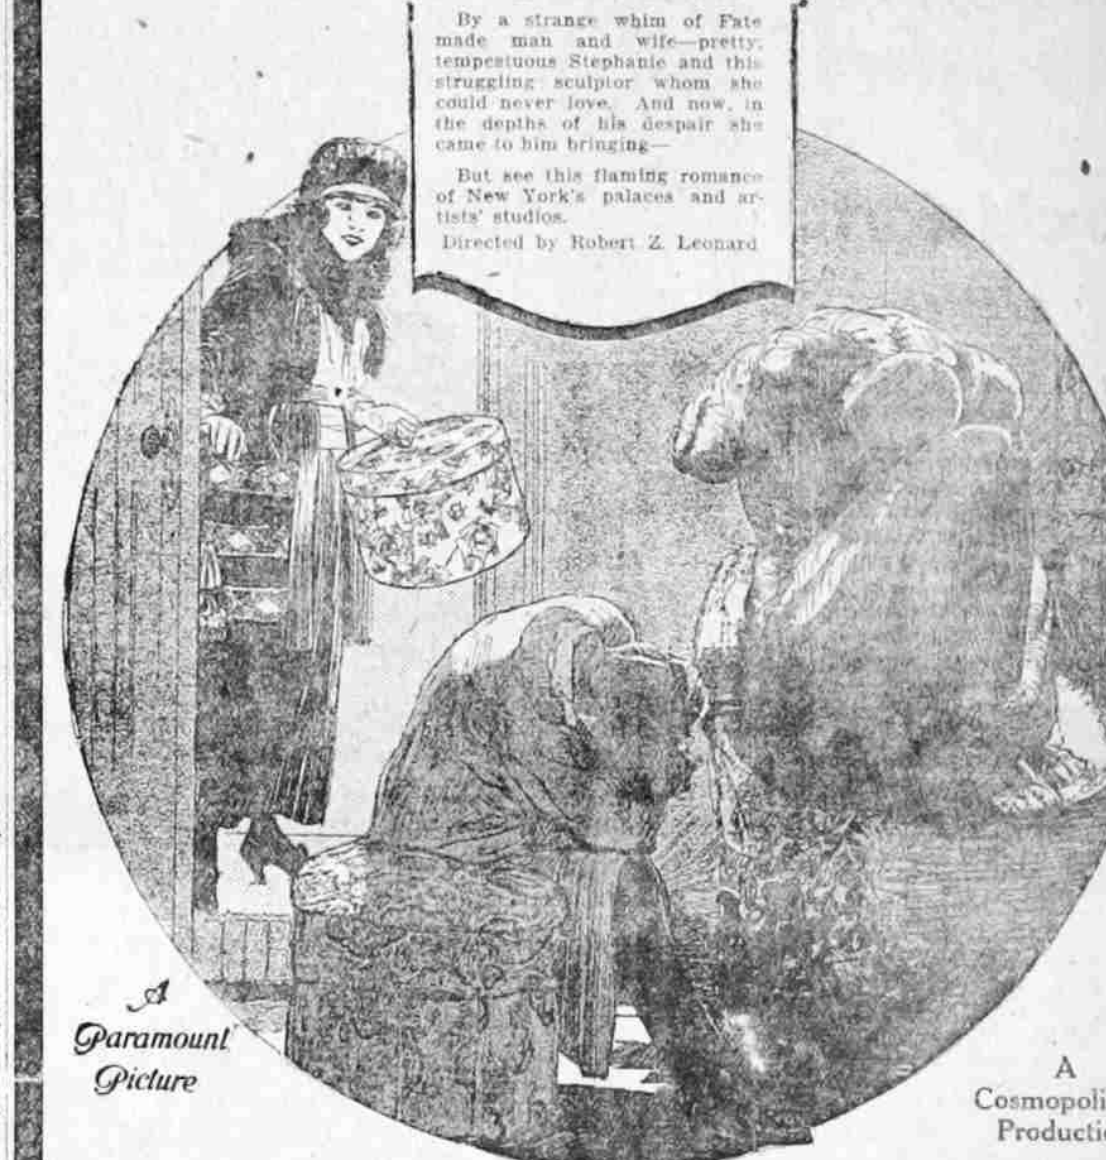 By a strange whim of Fate
made man and wife—pretty,
tempestuous Stephanie and this
struggling sculptor whom she
could never love. And now, in
the depths of his despair she
came to him bringing—
But see this flaming romance
of New York's palaces and ar-
tists' studios.
Directed by Robert Z. Leonard
A
Paramount
Picture
A
Cosmopoli
Producti